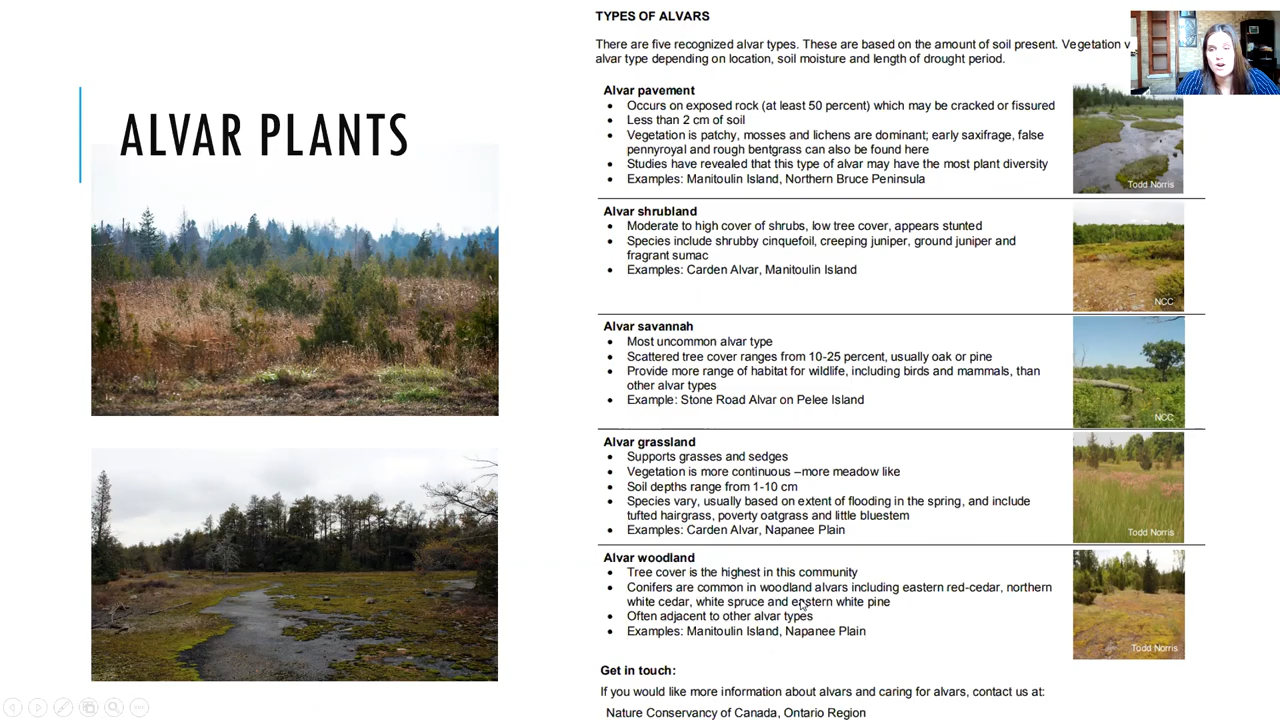 ALVAR PLANTS
TYPES OF ALVARS
There are five recognized alvar types. These are based on the amount of soil present. Vegetation v
alvar type depending on location, soil moisture and length of drought period.
Alvar pavement
• Occurs on exposed rock (at least 50 percent) which may be cracked or fissured
• Less than 2 cm of soil
• Vegetation is patchy, mosses and lichens are dominant; early saxifrage, false
pennyroyal and rough bentgrass can also be found here
• Studies have revealed that this type of alvar may have the most plant diversity
• Examples: Manitoulin Island, Northern Bruce Peninsula
Todd Norris
Alvar shrubland
• Moderate to high cover of shrubs, low tree cover, appears stunted
• Species include shrubby cinquefoil, creeping juniper, ground juniper and
fragrant sumac
• Examples: Carden Alvar, Manitoulin Island
NCC
Alvar savannah
• Most uncommon alvar type
• Scattered tree cover ranges from 10-25 percent, usually oak or pine
• Provide more range of habitat for wildlife, including birds and mammals, than
other alvar types
• Example: Stone Road Alvar on Pelee Island
NCC
Alvar grassland
• Supports grasses and sedges
• Vegetation is more continuous –more meadow like
• Soil depths range from 1-10 cm
• Species vary, usually based on extent of flooding in the spring, and include
tufted hairgrass, poverty oatgrass and little bluestem
• Examples: Carden Alvar, Napanee Plain
Todd Norris
Alvar woodland
• Tree cover is the highest in this community
• Conifers are common in woodland alvars including eastern red-cedar, northern
white cedar, white spruce and eastern white pine
• Often adjacent to other alvar types
• Examples: Manitoulin Island, Napanee Plain
Todd Norris
Get in touch:
If you would like more information about alvars and caring for alvars, contact us at:
Nature Conservancy of Canada, Ontario Region